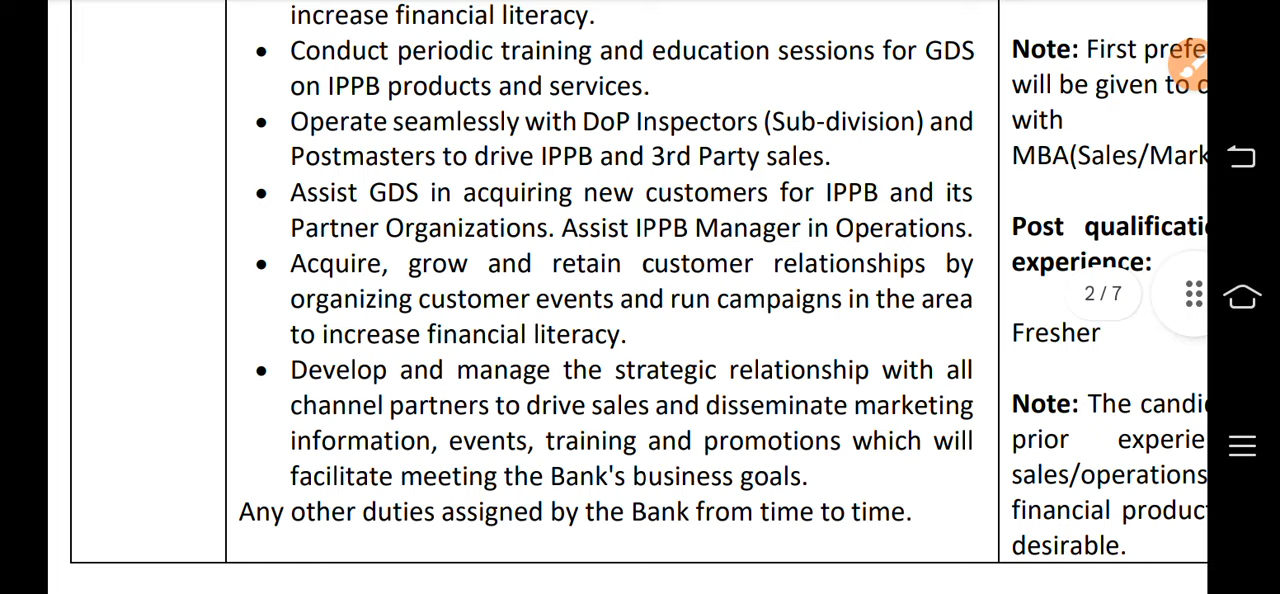 increase financial literacy.
• Conduct periodic training and education sessions for GDS
on IPPB products and services.
• Operate seamlessly with DoP Inspectors (Sub-division) and
Postmasters to drive IPPB and 3rd Party sales.
• Assist GDS in acquiring new customers for IPPB and its
Partner Organizations. Assist IPPB Manager in Operations.
• Acquire, grow and retain customer relationships by
organizing customer events and run campaigns in the area
to increase financial literacy.
• Develop and manage the strategic relationship with all
channel partners to drive sales and disseminate marketing
information, events, training and promotions which will
facilitate meeting the Bank's business goals.
Any other duties assigned by the Bank from time to time.
Note: First
will be given to
with
MBA(Sales/Mark
Post
experience:
2 / 7
Fresher
Note: The
prior
sales/operations
financial
desirable.